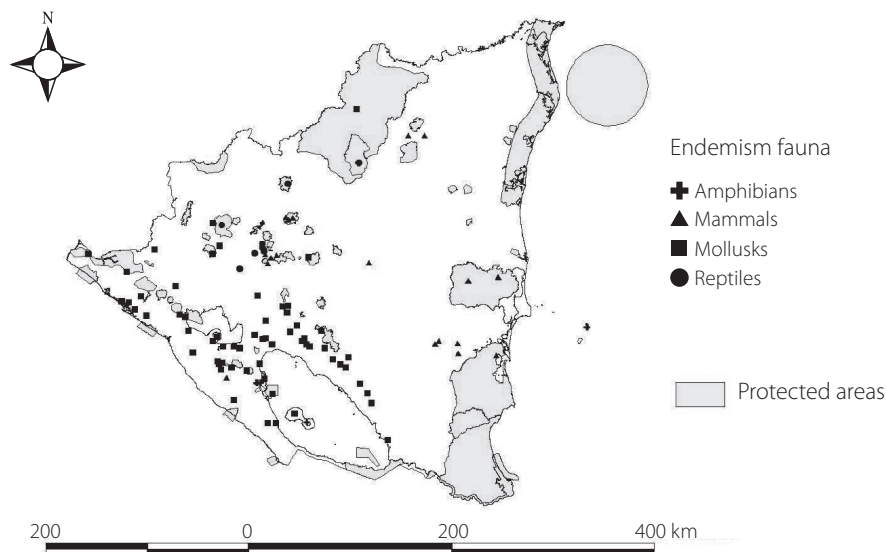 N
Endemism fauna
Amphibians
Mammals
Mollusks
Reptiles
Protected areas
200 0 200 400 km